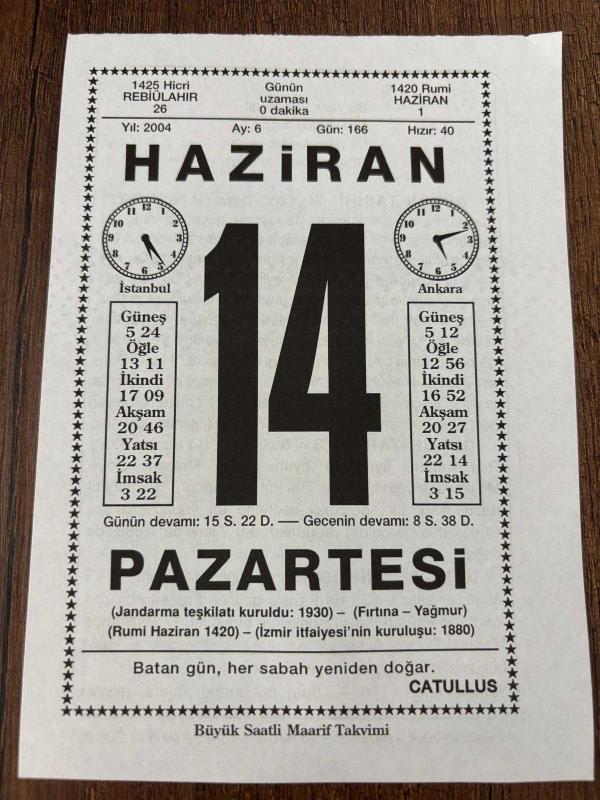 1425 Hicri
REBİÜLAHIR
26
Günün
uzaması
0 dakika
1420 Rumi
HAZİRAN
1
Yıl: 2004 Ay: 6 Gün: 166 Hızır: 40
HAZiRAN
İstanbul
Güneş
5 24
Öğle
13 11
İkindi
17 09
Akşam
20 46
Yatsı
22 37
İmsak
3 22
14
Ankara
Güneş
5 12
Öğle
12 56
İkindi
16 52
Akşam
20 27
Yatsı
22 14
İmsak
3 15
Günün devamı: 15 S. 22 D. — Gecenin devamı: 8 S. 38 D.
PAZARTESi
(Jandarma teşkilatı kuruldu: 1930) – (Fırtına – Yağmur)
(Rumi Haziran 1420) – (İzmir itfaiyesi'nin kuruluşu: 1880)
Batan gün, her sabah yeniden doğar.
CATULLUS
Büyük Saatli Maarif Takvimi